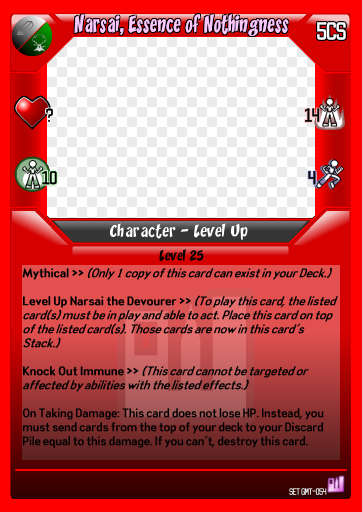 Narsai, Essence of Nothingness
5CS
?
14
10
4
Character - Level Up
Level 25
Mythical >> (Only 1 copy of this card can exist in your Deck.)
Level Up Narsai the Devourer >> (To play this card, the listed
card(s) must be in play and able to act. Place this card on top
of the listed card(s). Those cards are now in this card's
Stack.)
Knock Out Immune >> (This card cannot be targeted or
affected by abilities with the listed effects.)
On Taking Damage: This card does not lose HP. Instead, you
must send cards from the top of your deck to your Discard
Pile equal to this damage. If you can't, destroy this card.
SET GMT-054